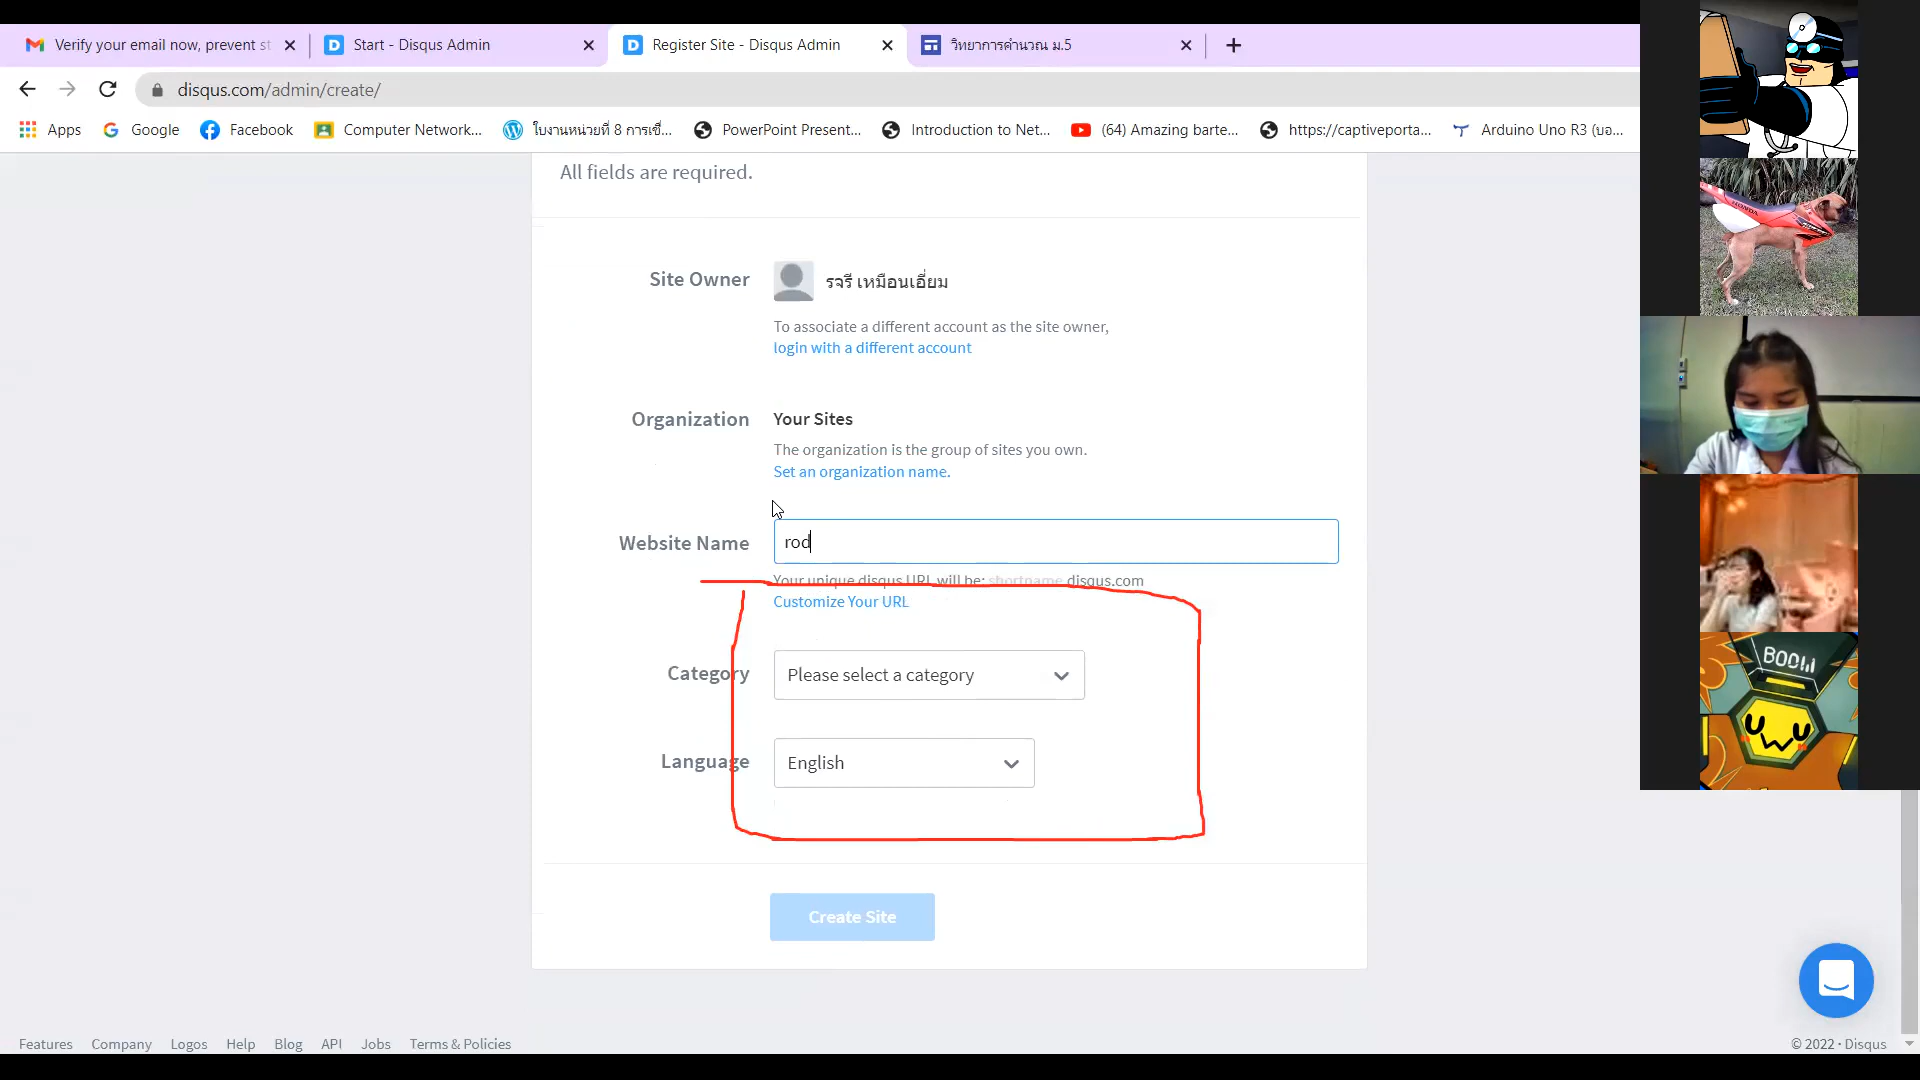 Verify your email now, prevent st
Start - Disqus Admin
Register Site - Disqus Admin
วิทยาการคำนวณ ม.5
disqus.com/admin/create/
Apps
Google
Facebook
Computer Network...
ใบงานหน่วยที่ 8 การเชื่...
PowerPoint Present...
Introduction to Net...
(64) Amazing barte...
https://captiveporta...
Arduino Uno R3 (บอ...
All fields are required.
Site Owner
รจรี เหมือนเอี่ยม
To associate a different account as the site owner,
login with a different account
Organization
Your Sites
The organization is the group of sites you own.
Set an organization name.
Website Name
rod
Your unique disqus URL will be: shortname.disqus.com
Customize Your URL
Category
Please select a category
Language
English
Create Site
Features
Company
Logos
Help
Blog
API
Jobs
Terms & Policies
© 2022 · Disqus
HONDA
BOOW